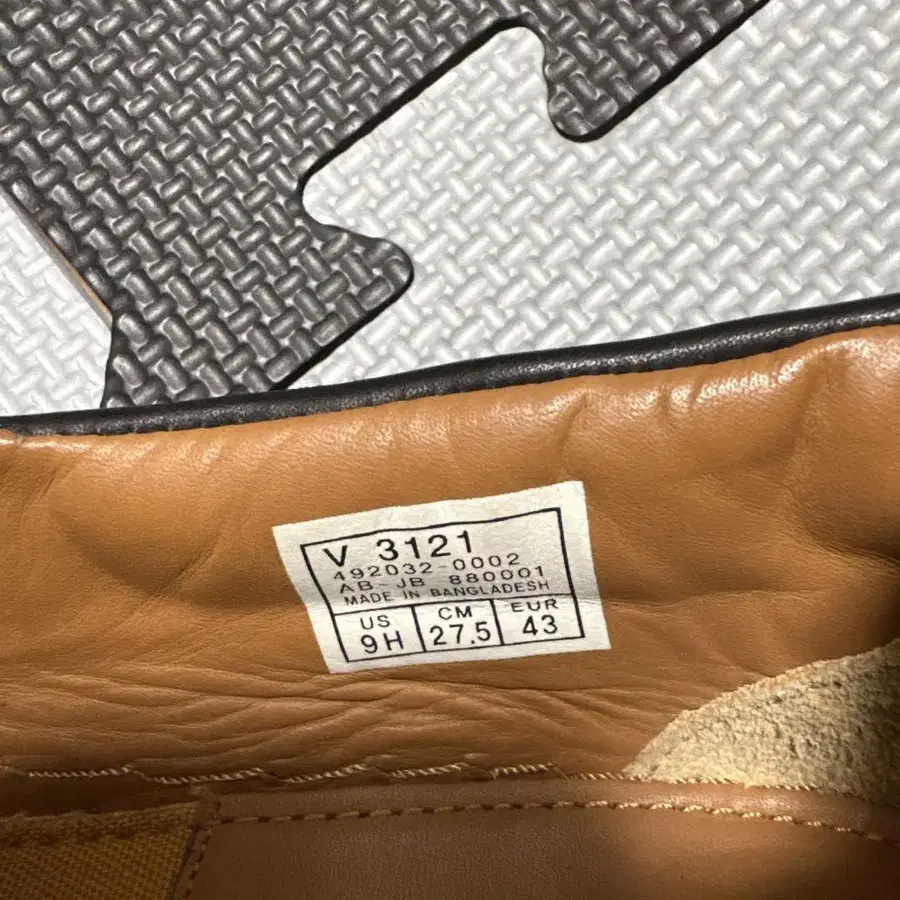 V 3121
492032-0002
AB-JB 880001
MADE IN BANGLADESH
US CM EUR
9H 27.5 43